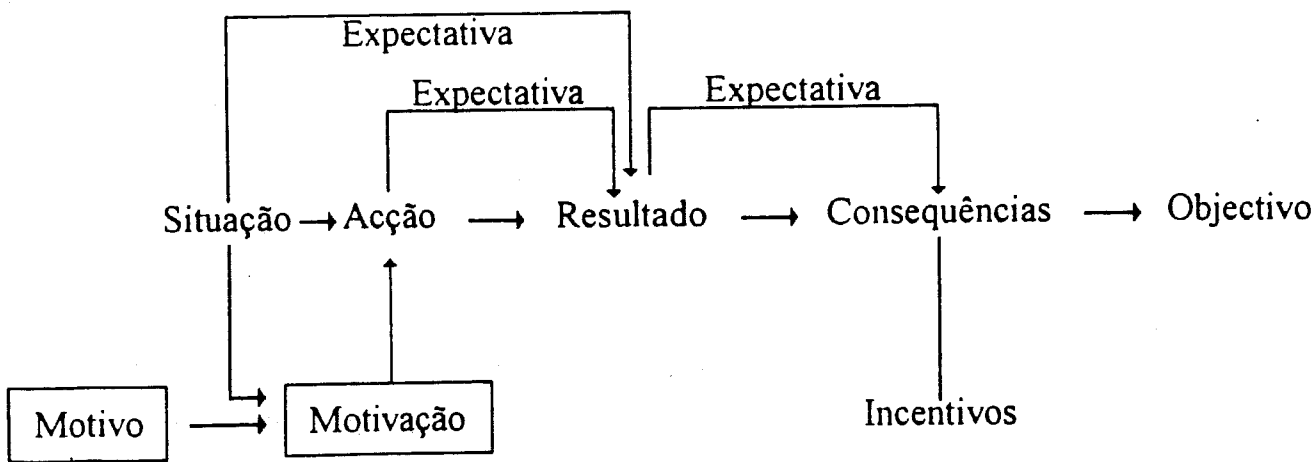 Expectativa
Expectativa Expectativa
Situação Acção Resultado Consequências Objectivo
Motivo Motivação Incentivos